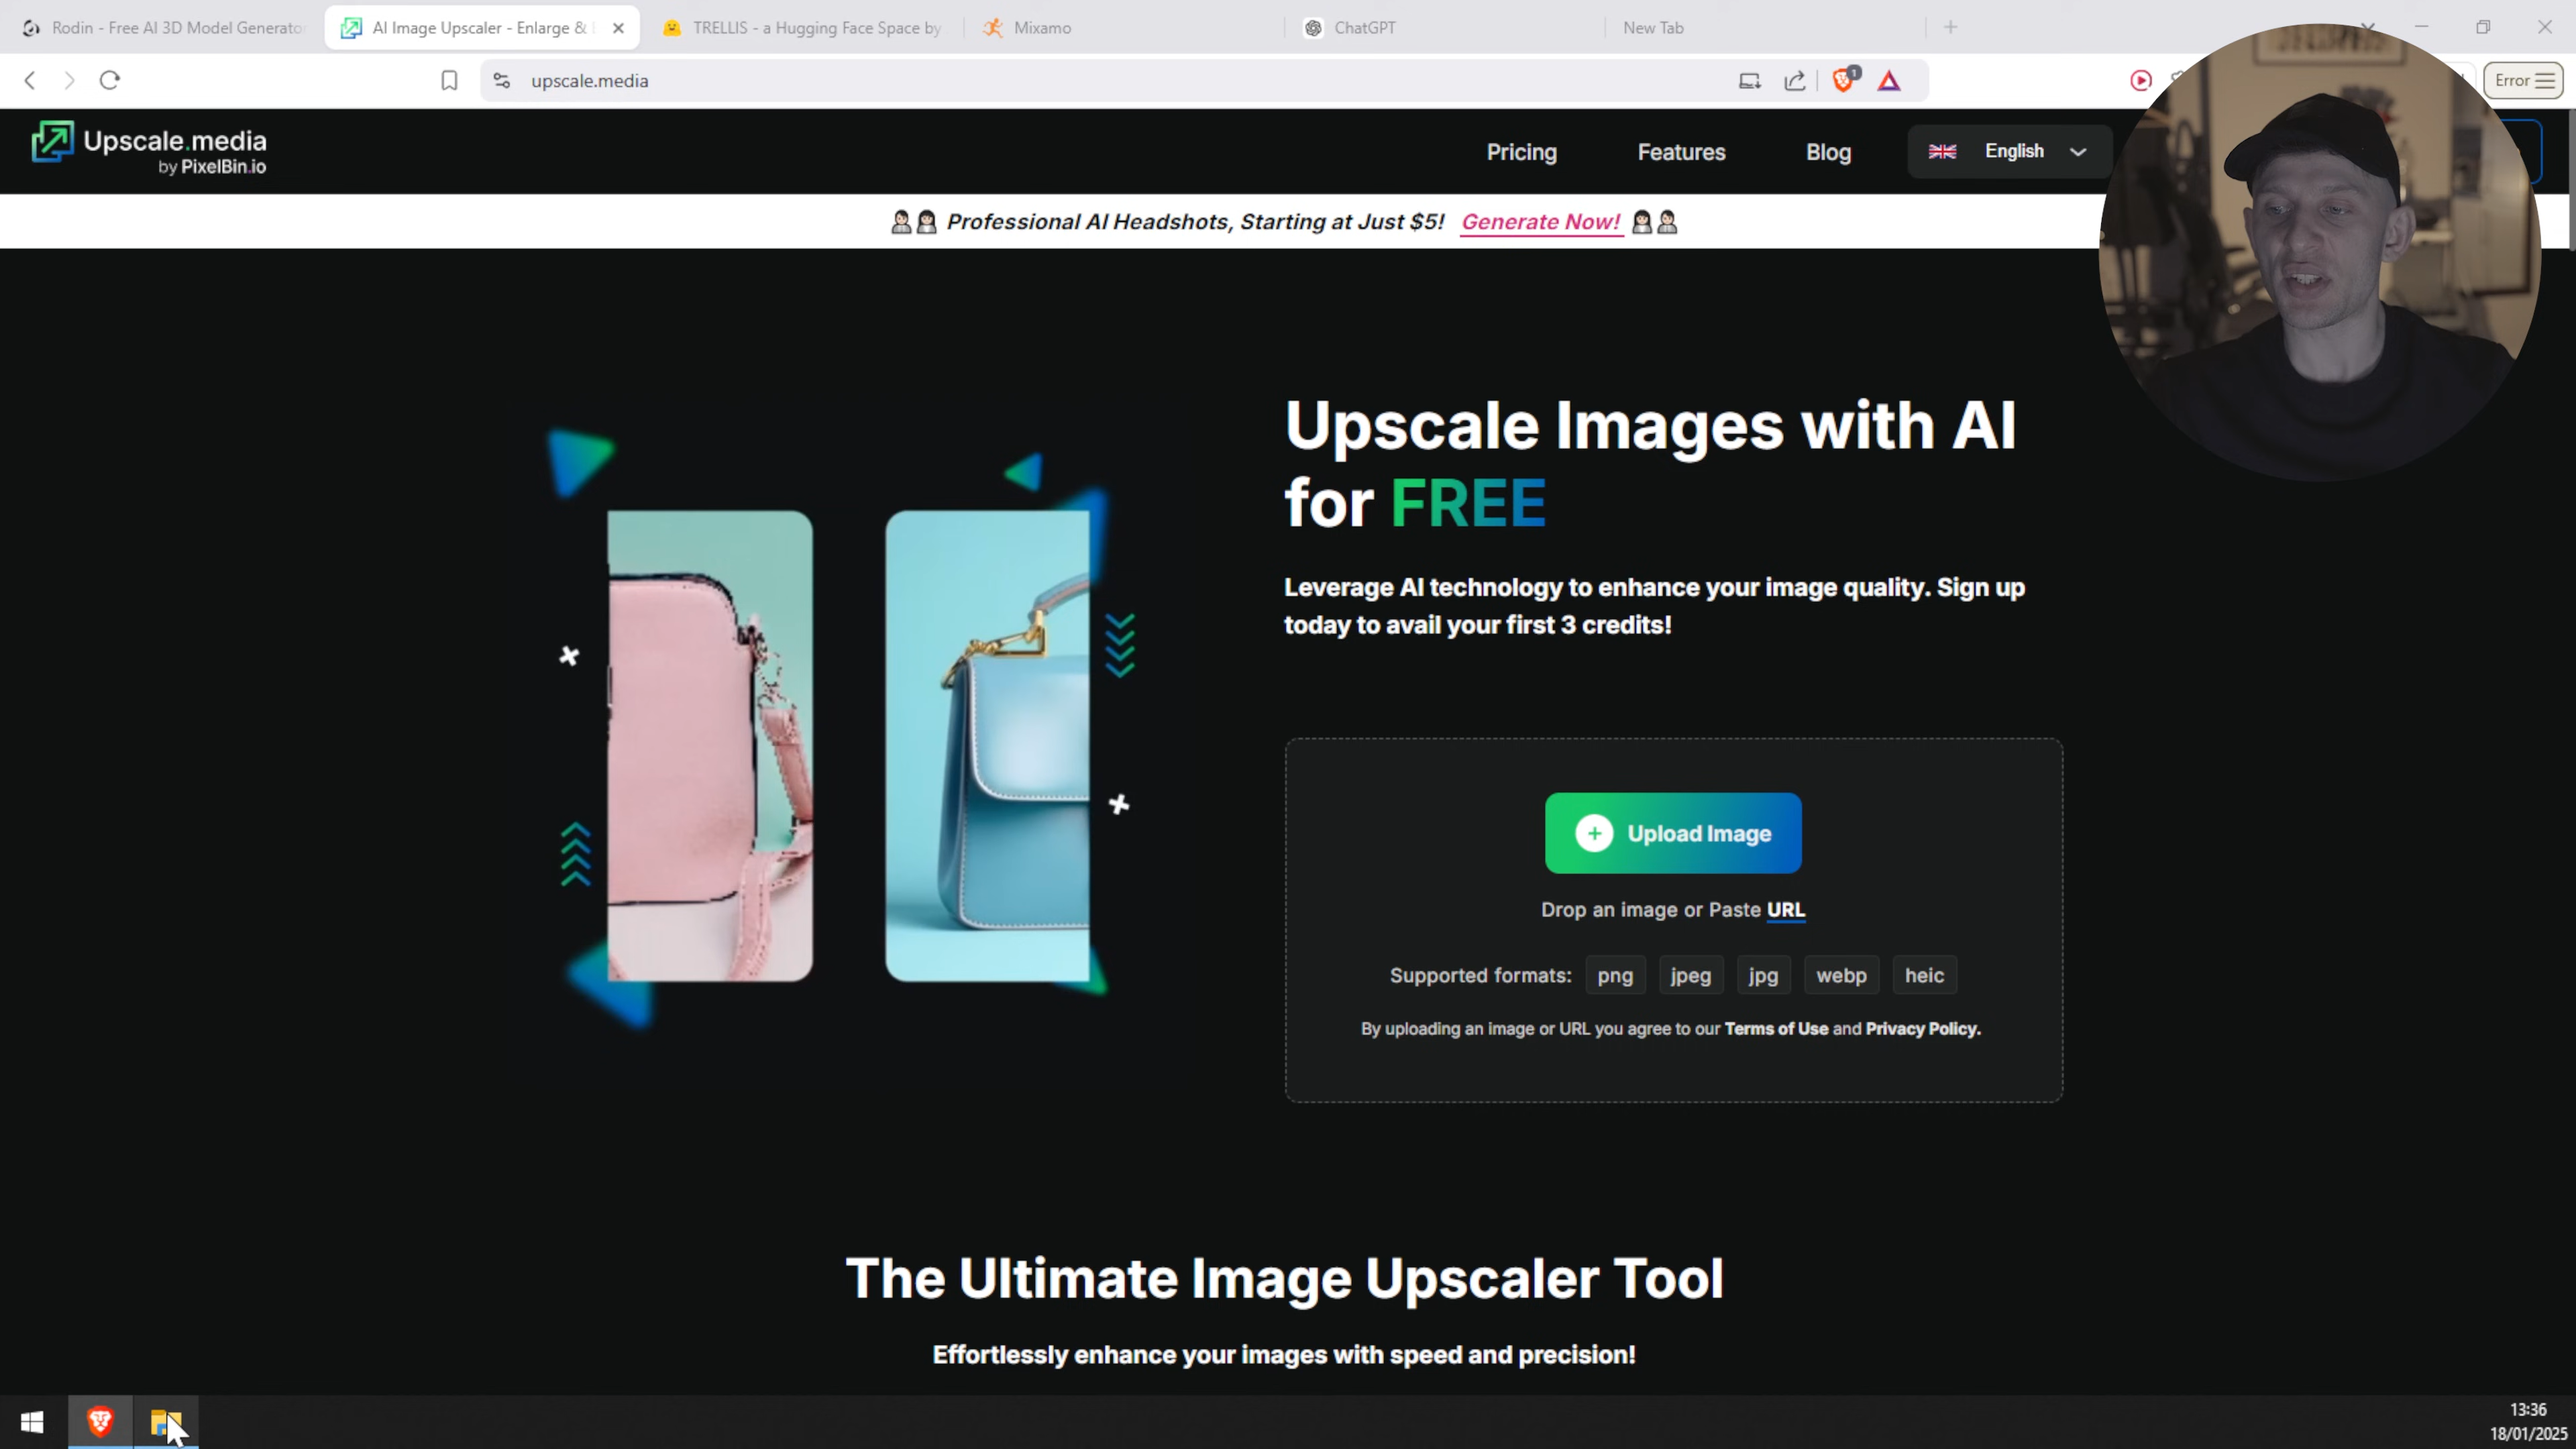 Rodin - Free AI 3D Model Generator
AI Image Upscaler - Enlarge &
TRELLIS - a Hugging Face Space by
Mixamo
ChatGPT
New Tab
upscale.media
1
Error
Upscale.media
by PixelBin.io
Pricing
Features
Blog
English
Professional AI Headshots, Starting at Just $5! Generate Now!
Upscale Images with AI
for FREE
Leverage AI technology to enhance your image quality. Sign up
today to avail your first 3 credits!
Upload Image
Drop an image or Paste URL
Supported formats: png jpeg jpg webp heic
By uploading an image or URL you agree to our Terms of Use and Privacy Policy.
The Ultimate Image Upscaler Tool
Effortlessly enhance your images with speed and precision!
13:36
18/01/2025